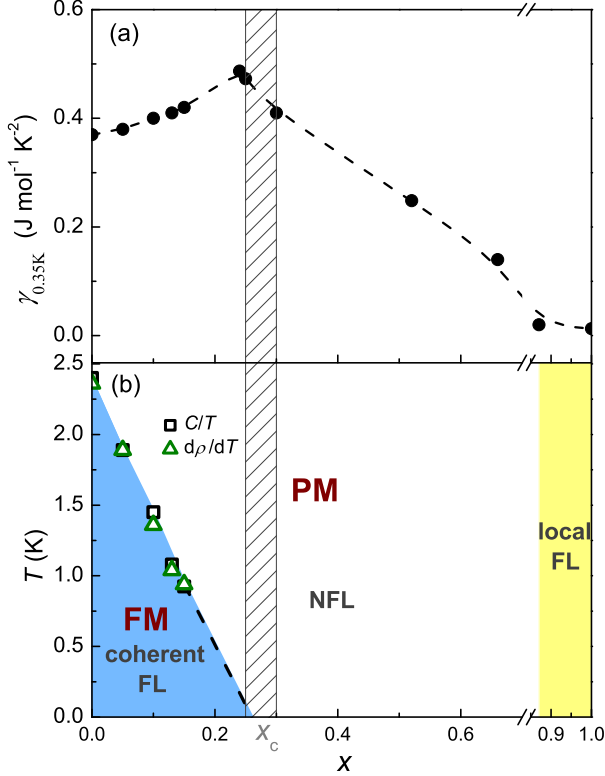 0.6
(a)
0.4
0.2
0.0
γ0.35K (J mol-1 K-2)
2.5
(b)
C/T
dρ/dT
2.0
1.5
1.0
0.5
0.0
T (K)
PM
local
FL
NFL
FM
coherent
FL
0.0 0.2 xc 0.4 0.6 0.9 1.0
x